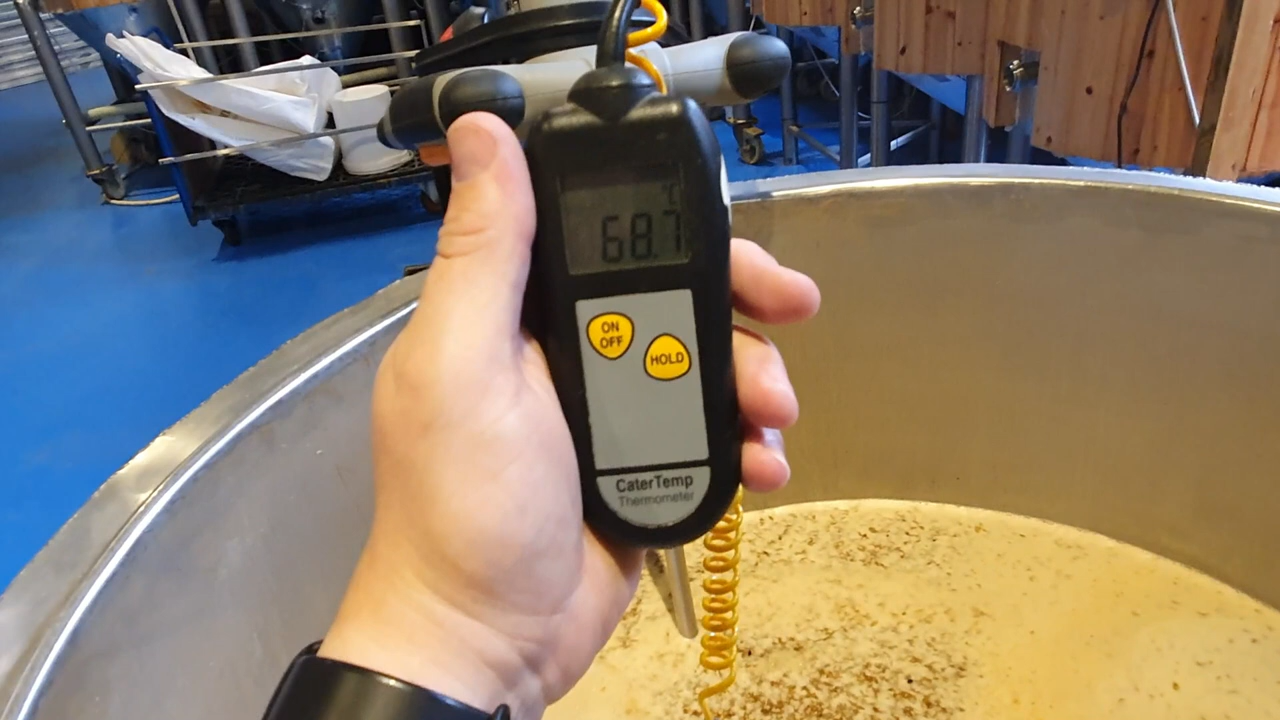 °C
68.7
ON
OFF
HOLD
CaterTemp
Thermometer